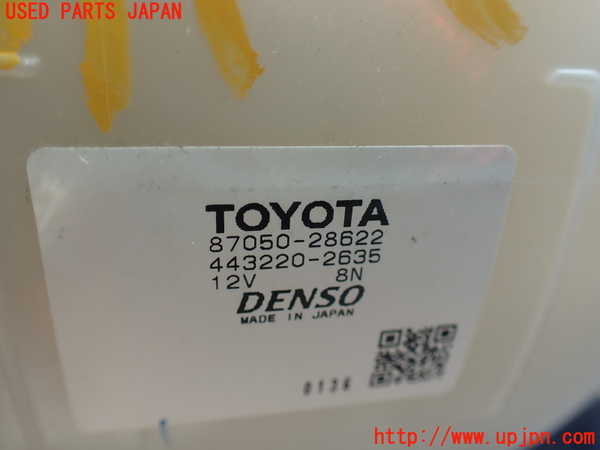 USED PARTS JAPAN
TOYOTA
87050-28622
443220-2635
12V 8N
DENSO
MADE IN JAPAN
0136
http://www.upjpn.com/